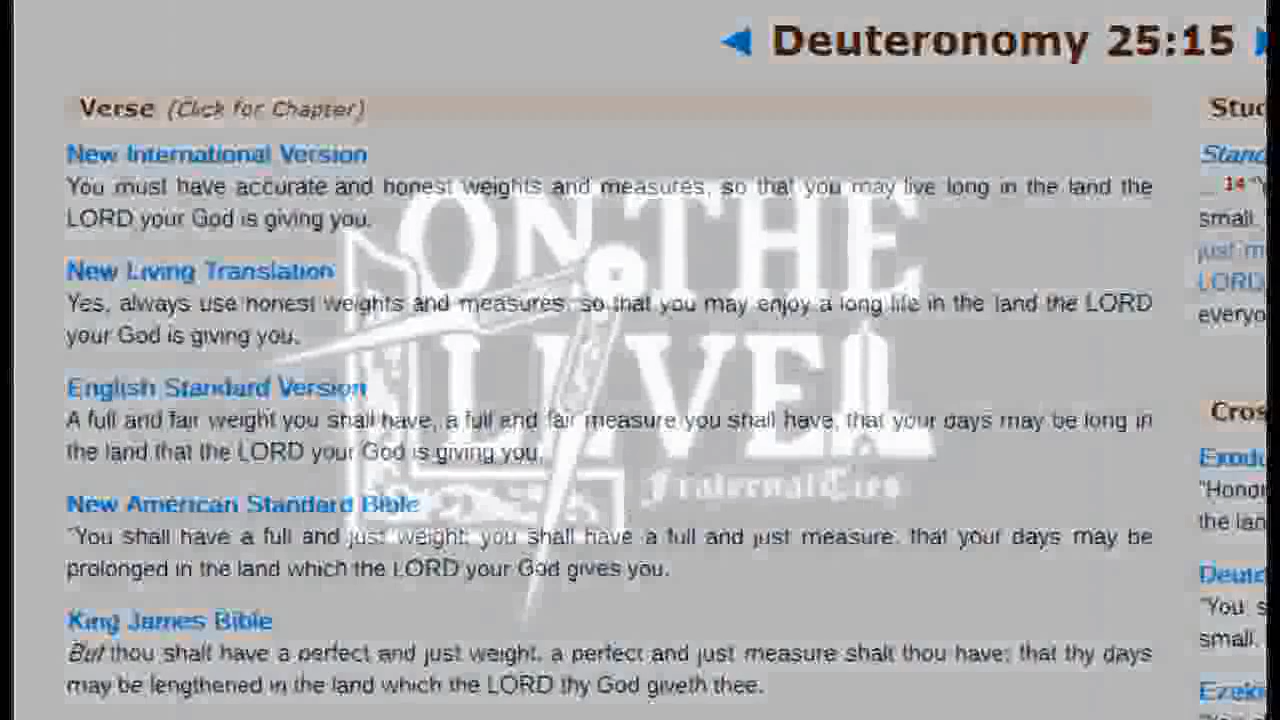 Deuteronomy 25:15
Verse (Click for Chapter)
New International Version
You must have accurate and honest weights and measures, so that you may live long in the land the
LORD your God is giving you.
New Living Translation
Yes, always use honest weights and measures, so that you may enjoy a long life in the land the LORD
your God is giving you.
English Standard Version
A full and fair weight you shall have, a full and fair measure you shall have, that your days may be long in
the land that the LORD your God is giving you.
New American Standard Bible
"You shall have a full and just weight; you shall have a full and just measure, that your days may be
prolonged in the land which the LORD your God gives you.
King James Bible
But thou shalt have a perfect and just weight, a perfect and just measure shalt thou have: that thy days
may be lengthened in the land which the LORD thy God giveth thee.
ON THE
LEVEL
FraternalTies
14
small.
LORD
"Honor
the lan
"You s
small.